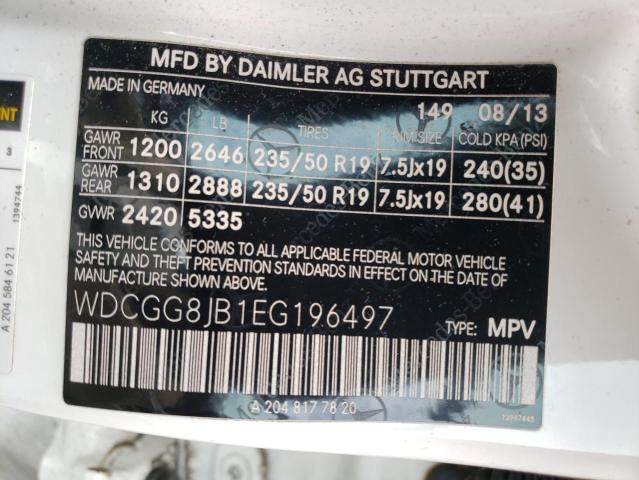 MFD BY DAIMLER AG STUTTGART
MADE IN GERMANY
149 08/13
KG LB TIRES RIM SIZE COLD KPA (PSI)
GAWR FRONT 1200 2646 235/50 R19 7.5Jx19 240(35)
GAWR REAR 1310 2888 235/50 R19 7.5Jx19 280(41)
GWR 2420 5335
THIS VEHICLE CONFORMS TO ALL APPLICABLE FEDERAL MOTOR VEHICLE
SAFETY AND THEFT PREVENTION STANDARDS IN EFFECT ON THE DATE
OF MANUFACTURE SHOWN ABOVE.
WDCGG8JB1EG196497
TYPE: MPV
A 204 817 78 20
13947445
ENT
3
1394744
A 204 584 61 21